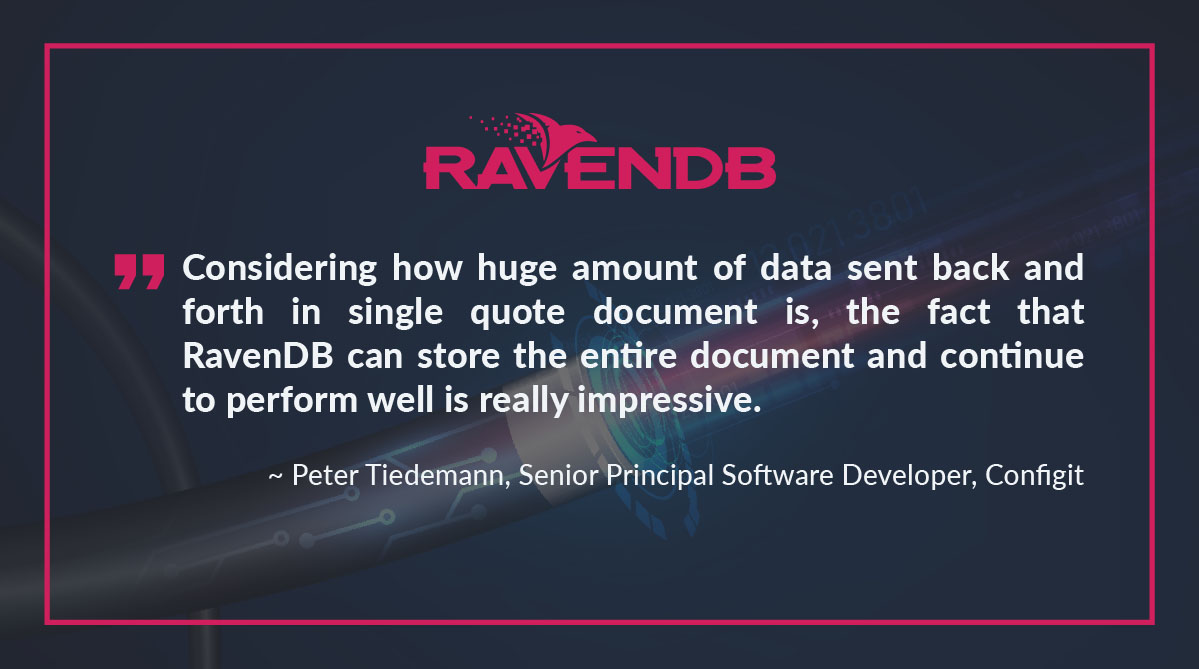 RAVENDB
Considering how huge amount of data sent back and
forth in single quote document is, the fact that
RavenDB can store the entire document and continue
to perform well is really impressive.
~ Peter Tiedemann, Senior Principal Software Developer, Configit